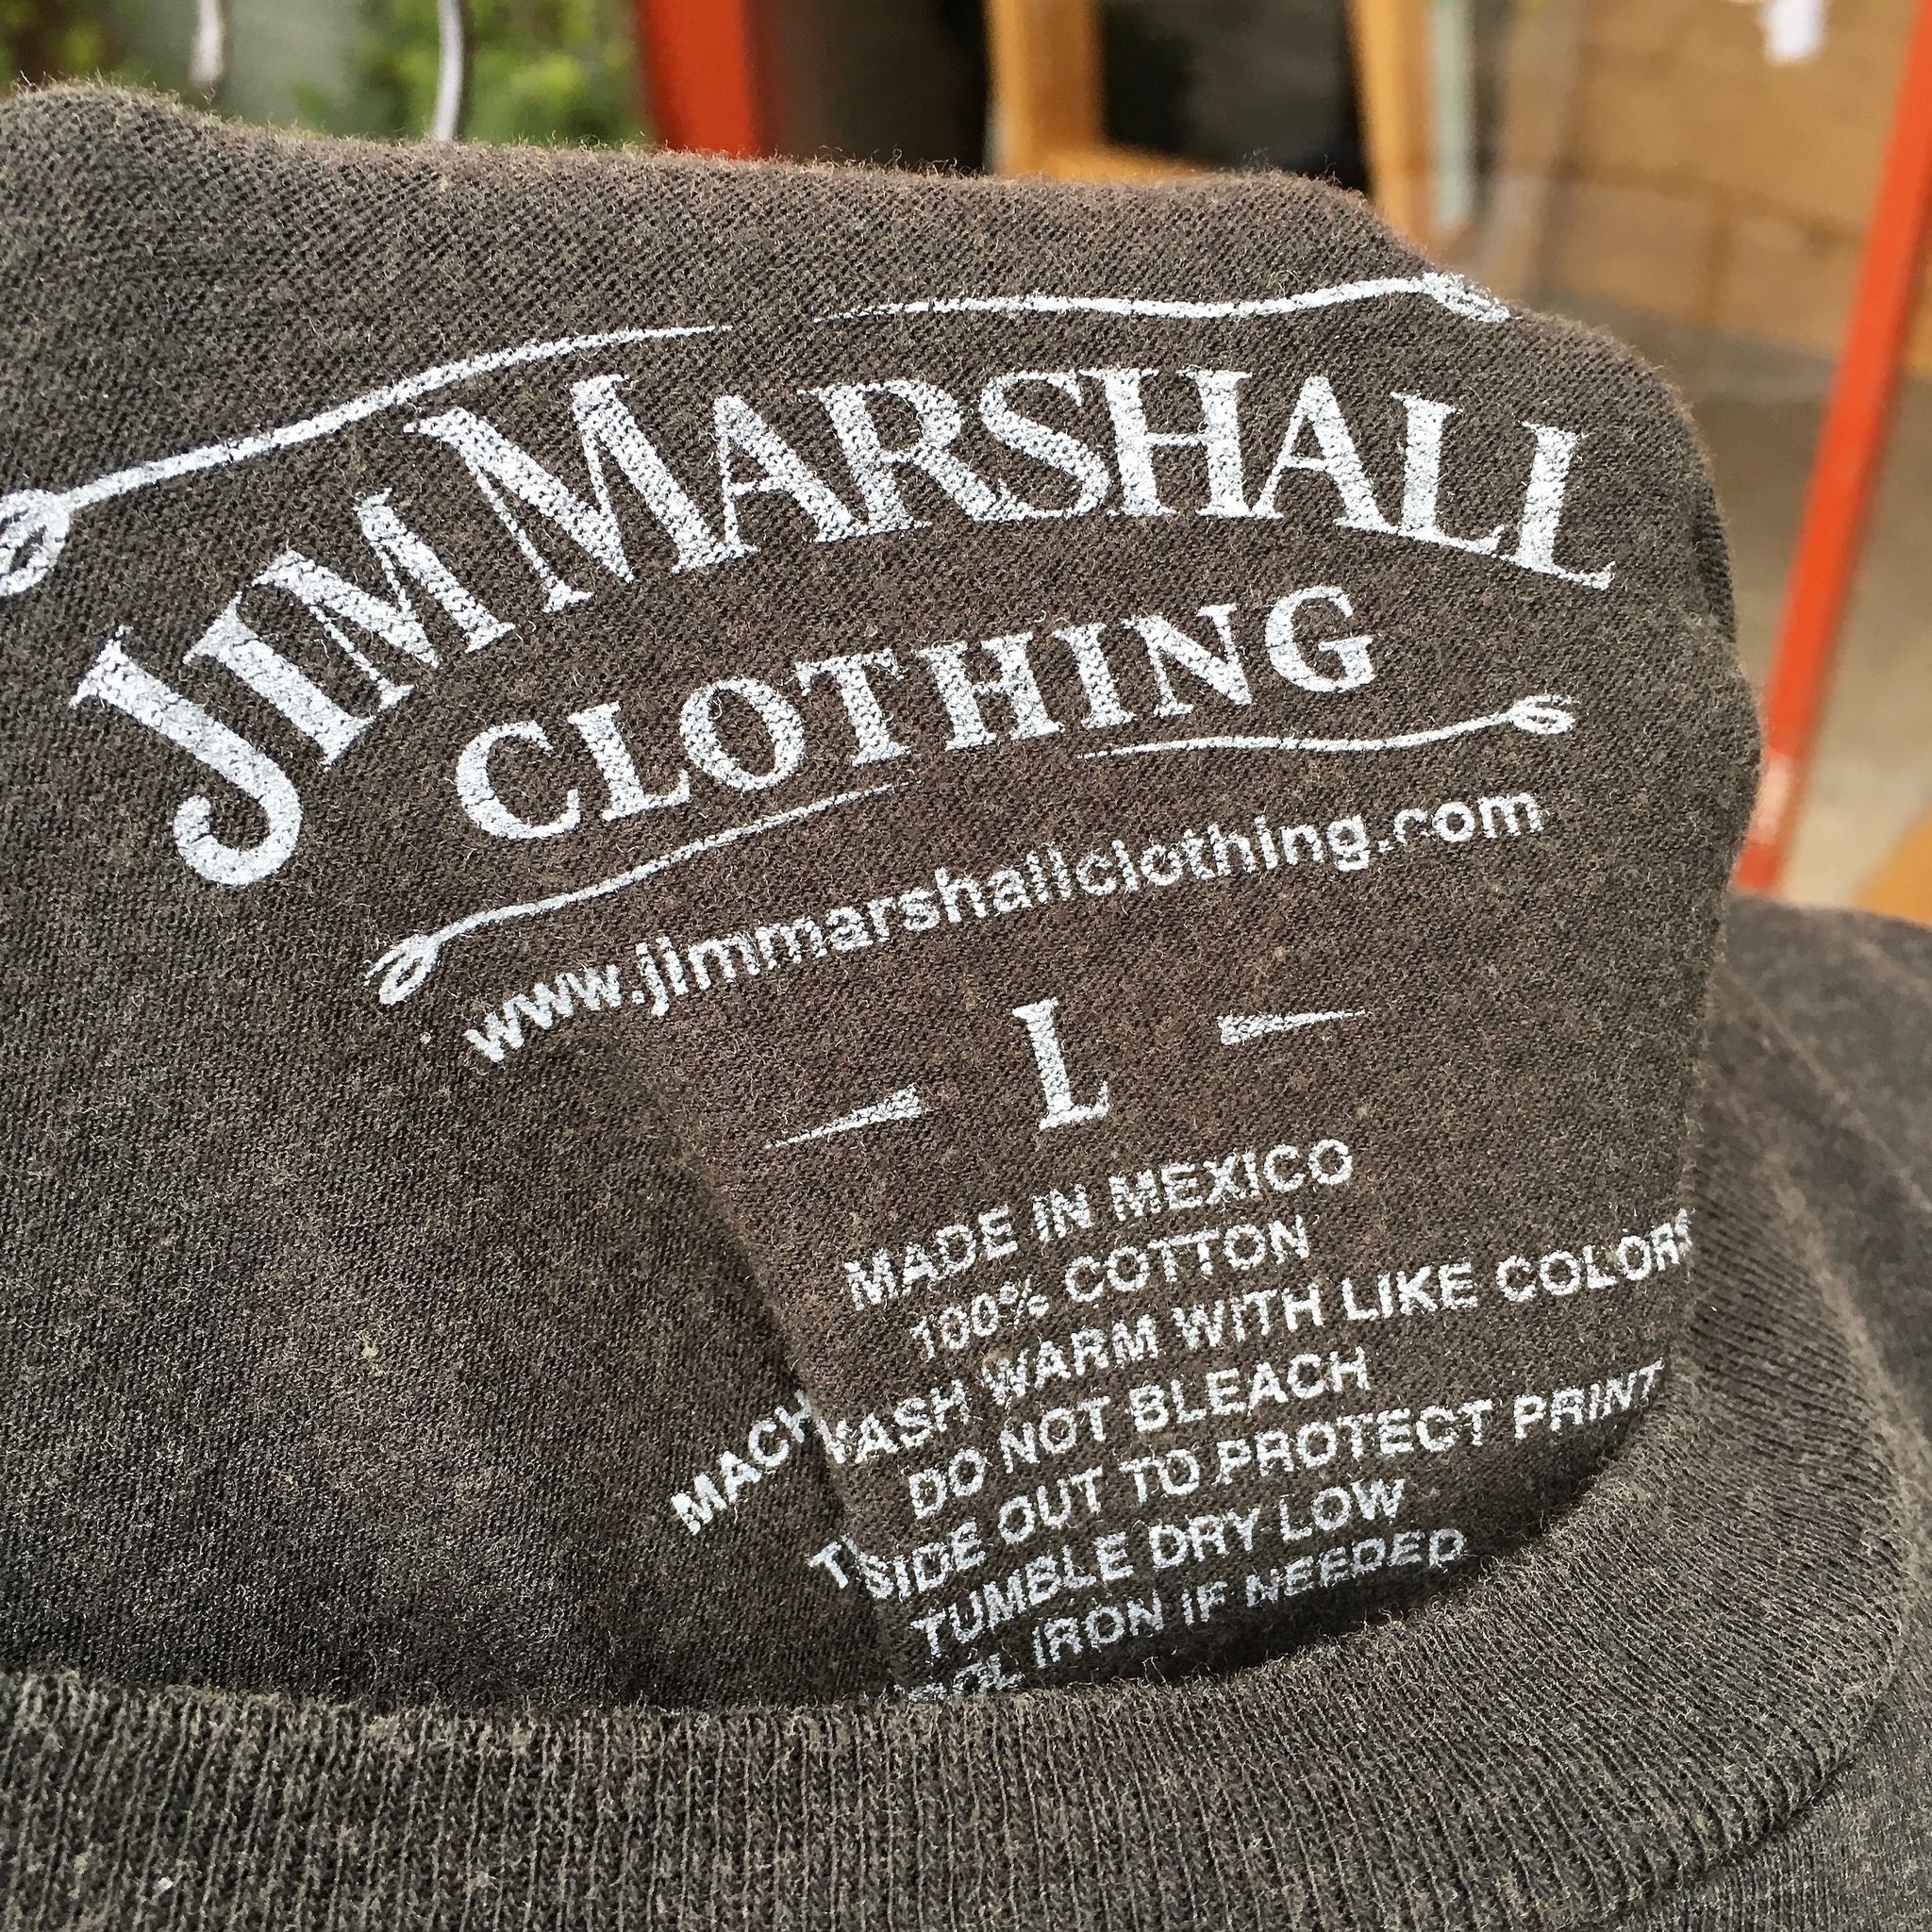 JIM MARSHALL
CLOTHING
www.jimmarshallclothing.com
L
MADE IN MEXICO
100% COTTON
MACH WASH WARM WITH LIKE COLORS
DO NOT BLEACH
SIDE OUT TO PROTECT PRINT
TUMBLE DRY LOW
IRON IF NEEDED